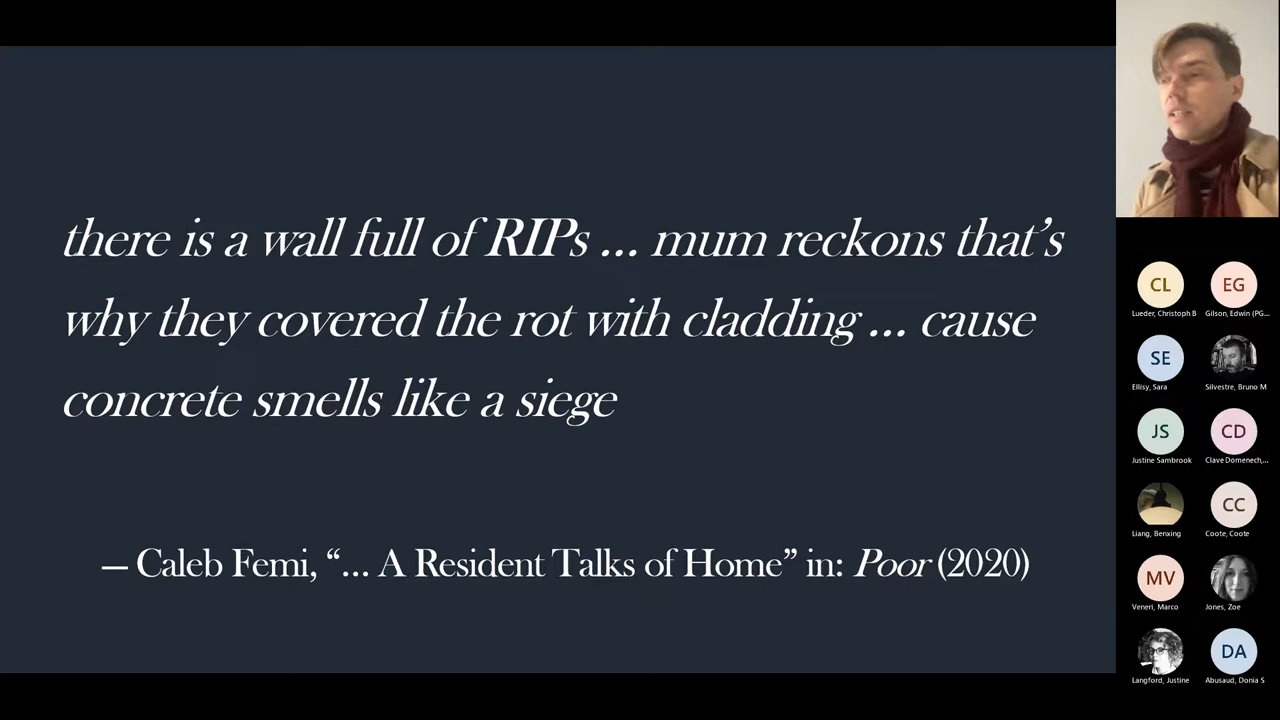 there is a wall full of RIPs ... mum reckons that's
why they covered the rot with cladding ... cause
concrete smells like a siege
— Caleb Femi, “... A Resident Talks of Home” in: Poor (2020)
CL
EG
Lueder, Christoph B
Gilson, Edwin (PG...
SE
Ellisy, Sara
Silvestre, Bruno M
JS
CD
Justine Sambrook
Clave Domenech,...
CC
Liang, Benxing
Coote, Coote
MV
Veneri, Marco
Jones, Zoe
DA
Langford, Justine
Abusaud, Donia S